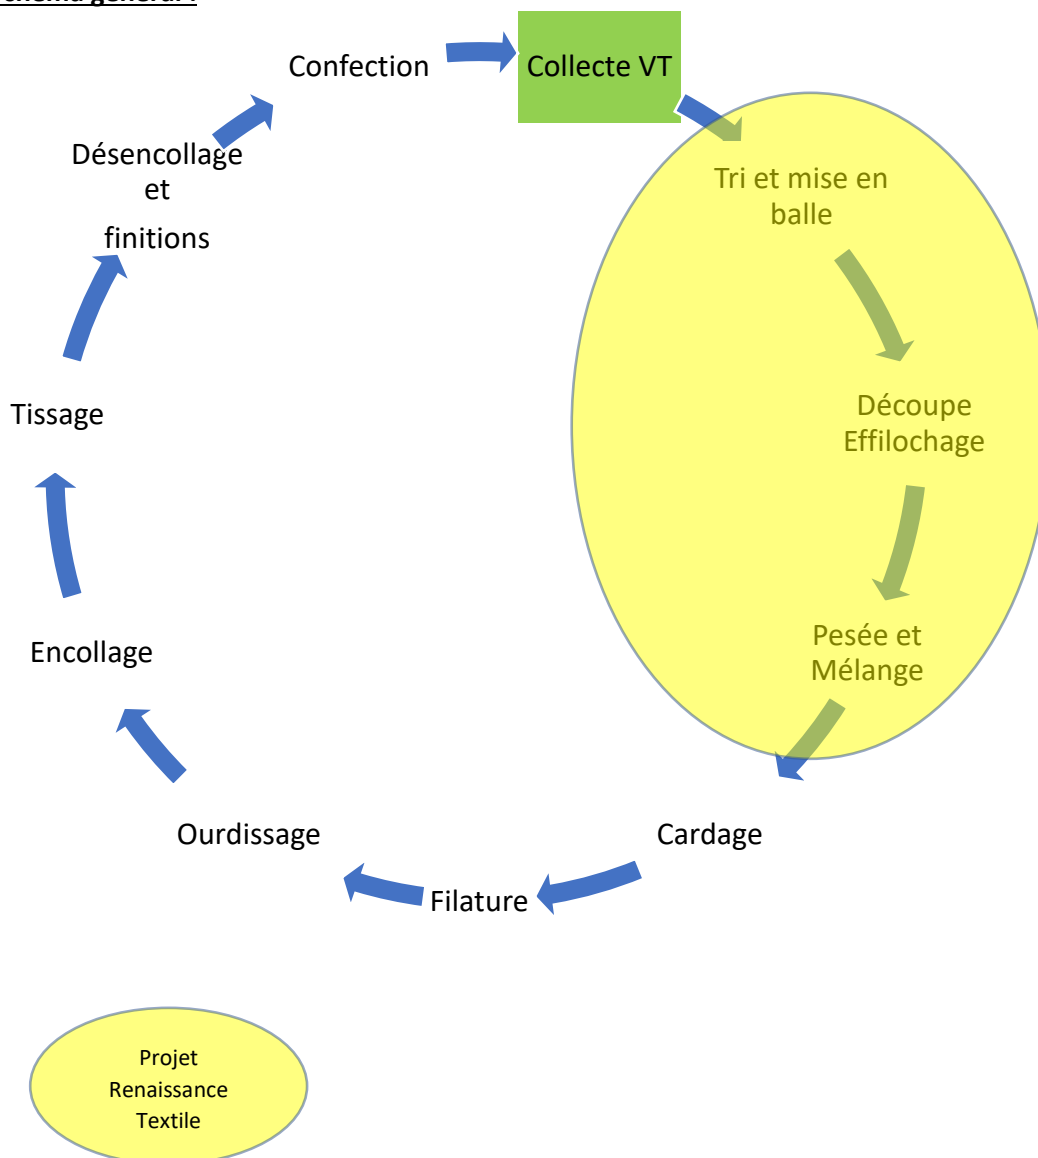 général :
Confection
Collecte VT
Tri et mise en
balle
Découpe
Effilochage
Pesée et
Mélange
Cardage
Filature
Ourdissage
Encollage
Tissage
Désencollage
et
finitions
Projet
Renaissance
Textile